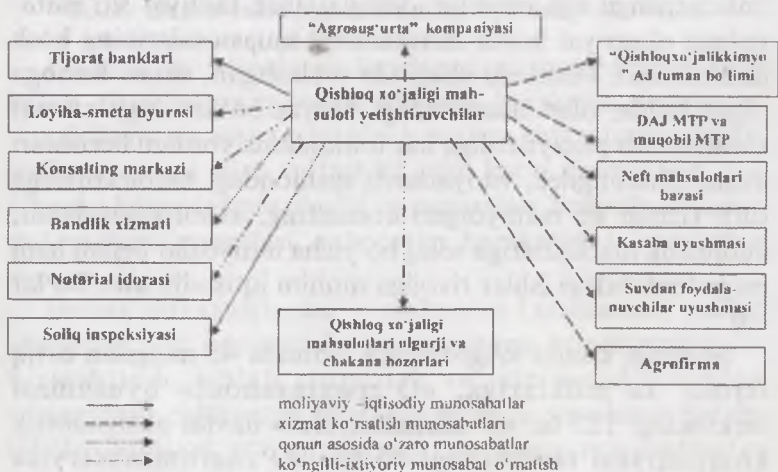 "Agrosug‘urta" kompaniyasi
Tijorat banklari
Loyiha-smeta byurosi
Konsalting markazi
Bandlik xizmati
Notarial idorasi
Soliq inspeksiyasi
Qishloq xo‘jaligi mah-
suloti yetishtiruvchilar
Qishloq xo‘jaligi
mahsulotlari ulgurji va
chakana bozorlari
"Qishloqxo‘jalikkimyo
" AJ tuman bo‘limi
DAJ MTP va
muqobil MTP
Neft mahsulotlari
bazasi
Kasaba uyushmasi
Suvdan foydala-
nuvchilar uyushmasi
Agrofirma
moliyaviy-iqtisodiy munosabatlar
xizmat ko‘rsatish munosabatlari
qonun asosida o‘zaro munosabatlar
ko‘ngilli-ixtiyoriy munosabat o‘rnatish